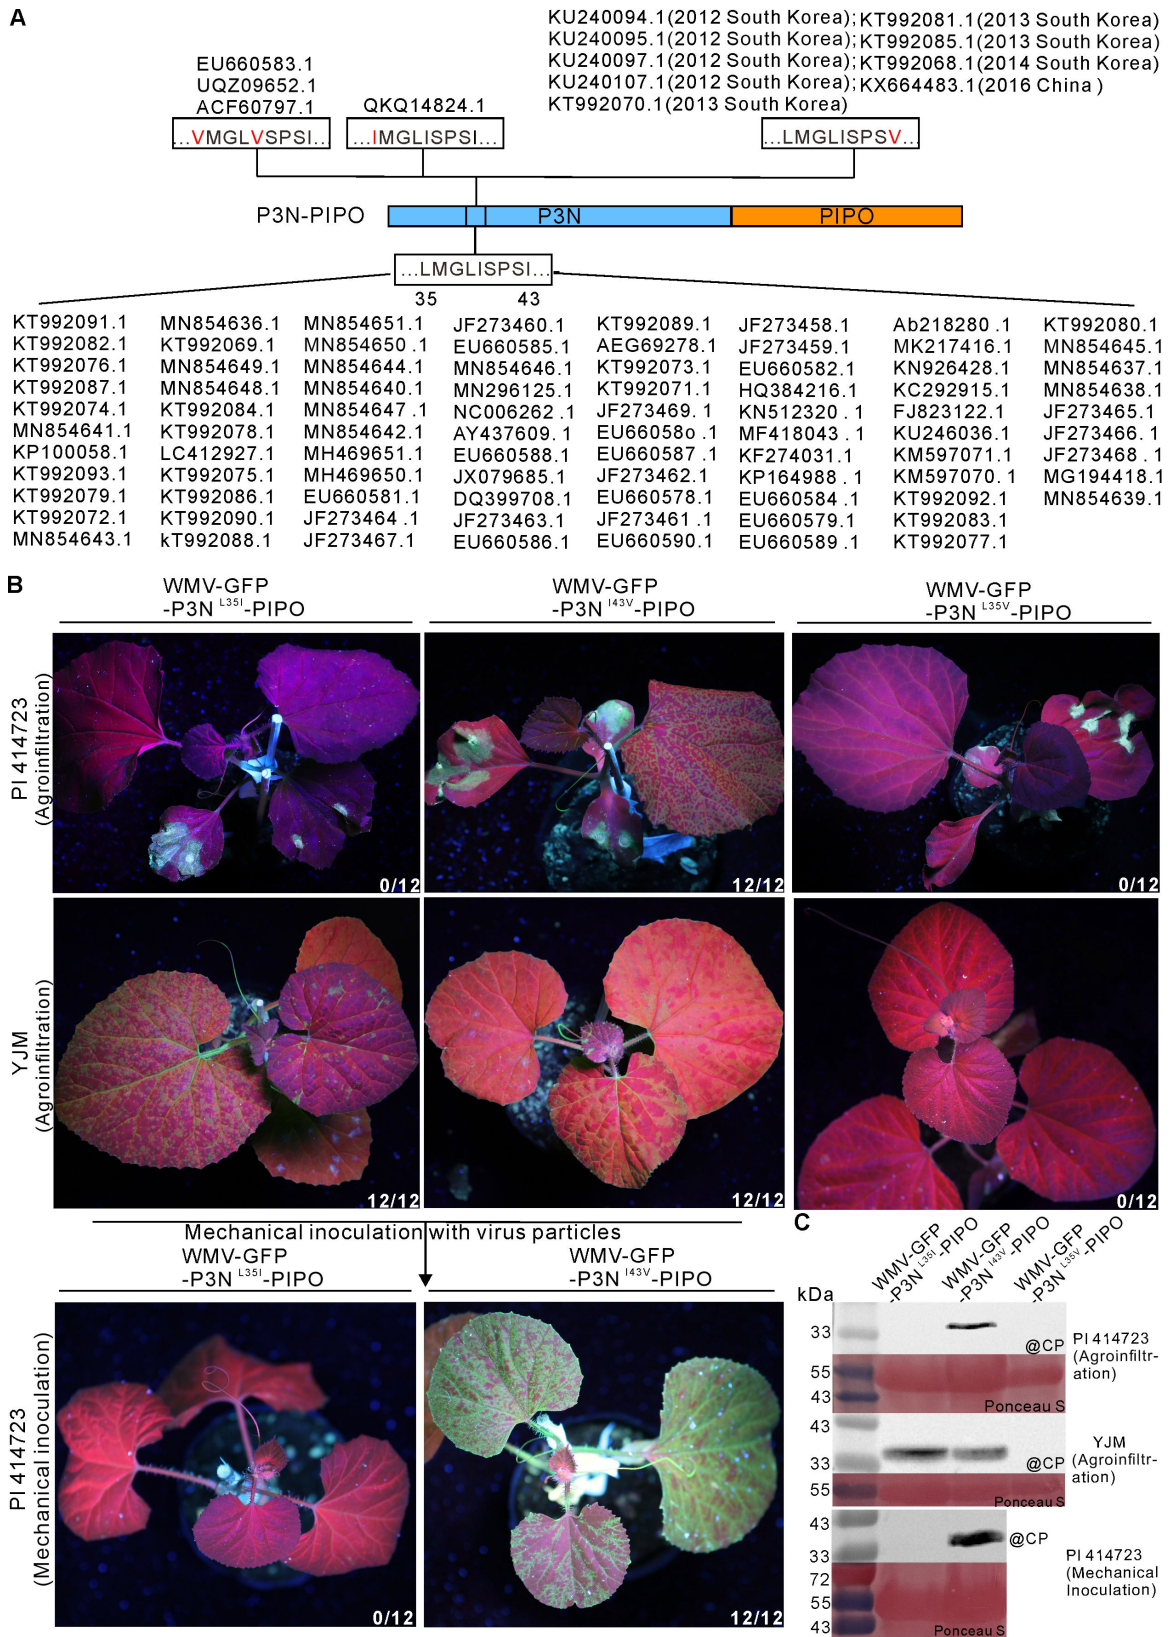 A
KU240094.1(2012 South Korea); KT992081.1(2013 South Korea)
KU240095.1(2012 South Korea); KT992085.1(2013 South Korea)
KU240097.1(2012 South Korea); KT992068.1(2014 South Korea)
KU240107.1(2012 South Korea); KX664483.1(2016 China )
KT992070.1(2013 South Korea)
EU660583.1
UQZ09652.1
ACF60797.1
QKQ14824.1
...VMGLVSPSI...
...IMGLISPSI...
...LMGLISPSV...
P3N-PIPO
P3N
PIPO
...LMGLISPSI...
35 43
KT992091.1 MN854636.1 MN854651.1 JF273460.1 KT992089.1 JF273458.1 Ab218280 .1 KT992080.1
KT992082.1 KT992069.1 MN854650 .1 EU660585.1 AEG69278.1 JF273459.1 MK217416.1 MN854645.1
KT992076.1 MN854649.1 MN854644.1 MN854646.1 KT992073.1 EU660582.1 KN926428.1 MN854637.1
KT992087.1 MN854648.1 MN854640.1 MN296125.1 KT992071.1 HQ384216.1 KC292915.1 MN854638.1
KT992074.1 KT992084.1 MN854647 .1 NC006262 .1 JF273469. 1 KN512320 . 1 FJ823122.1 JF273465.1
MN854641.1 KT992078.1 MN854642.1 AY437609. 1 EU66058o .1 MF418043 . 1 KU246036.1 JF273466. 1
KP100058.1 LC412927.1 MH469651.1 EU660588.1 EU660587 .1 KF274031.1 KM597071.1 JF273468 .1
KT992093.1 KT992075.1 MH469650.1 JX079685.1 JF273462.1 KP164988 .1 KM597070. 1 MG194418.1
KT992079.1 KT992086.1 EU660581.1 DQ399708.1 EU660578.1 EU660584 .1 KT992092.1 MN854639.1
KT992072.1 KT992090.1 JF273464 .1 JF273463.1 JF273461 .1 EU660579.1 KT992083.1
MN854643.1 kT992088.1 JF273467.1 EU660586.1 EU660590.1 EU660589 .1 KT992077.1
B
WMV-GFP
-P3N L35I-PIPO
WMV-GFP
-P3N I43V-PIPO
WMV-GFP
-P3N L35V-PIPO
PI 414723
(Agroinfiltration)
0/12
12/12
0/12
YJM
(Agroinfiltration)
12/12
12/12
0/12
Mechanical inoculation with virus particles
WMV-GFP
-P3N L35I-PIPO
WMV-GFP
-P3N I43V-PIPO
PI 414723
(Mechanical inoculation)
0/12
12/12
C
WMV-GFP
-P3N L35I-PIPO
WMV-GFP
-P3N I43V-PIPO
WMV-GFP
-P3N L35V-PIPO
kDa
33
@CP
55
43
Ponceau S
PI 414723
(Agroinfiltr-
ation)
43
33
@CP
55
Ponceau S
YJM
(Agroinfiltr-
ation)
43
@CP
33
72
55
43
Ponceau S
PI 414723
(Mechanical
Inoculation)